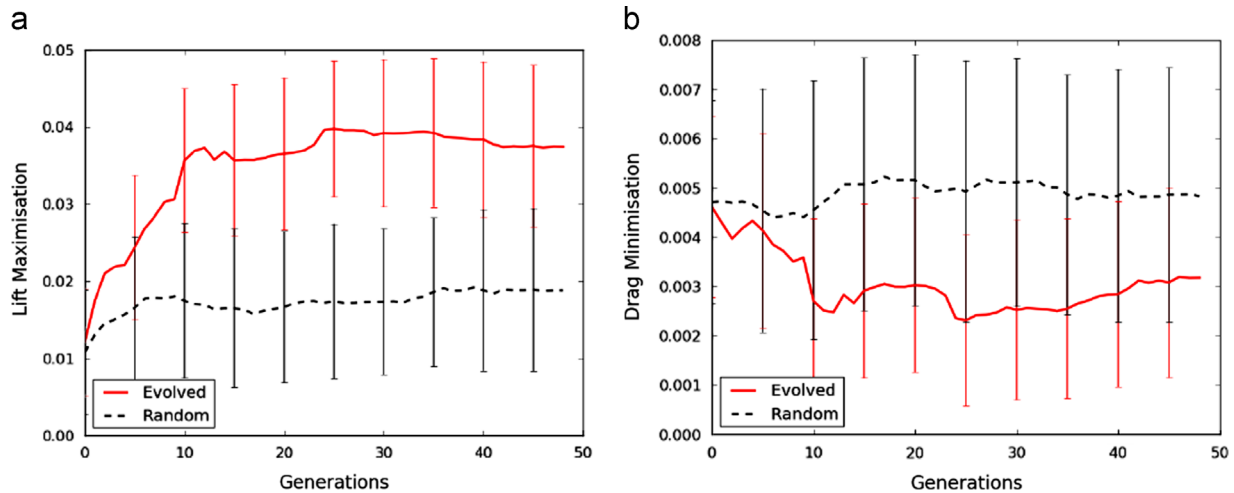 a
0.05
0.04
0.03
0.02
0.01
0.00
Lift Maximisation
Evolved
Random
0
10
20
30
40
50
Generations
b
0.008
0.007
0.006
0.005
0.004
0.003
0.002
0.001
0.000
Drag Minimisation
Evolved
Random
0
10
20
30
40
50
Generations